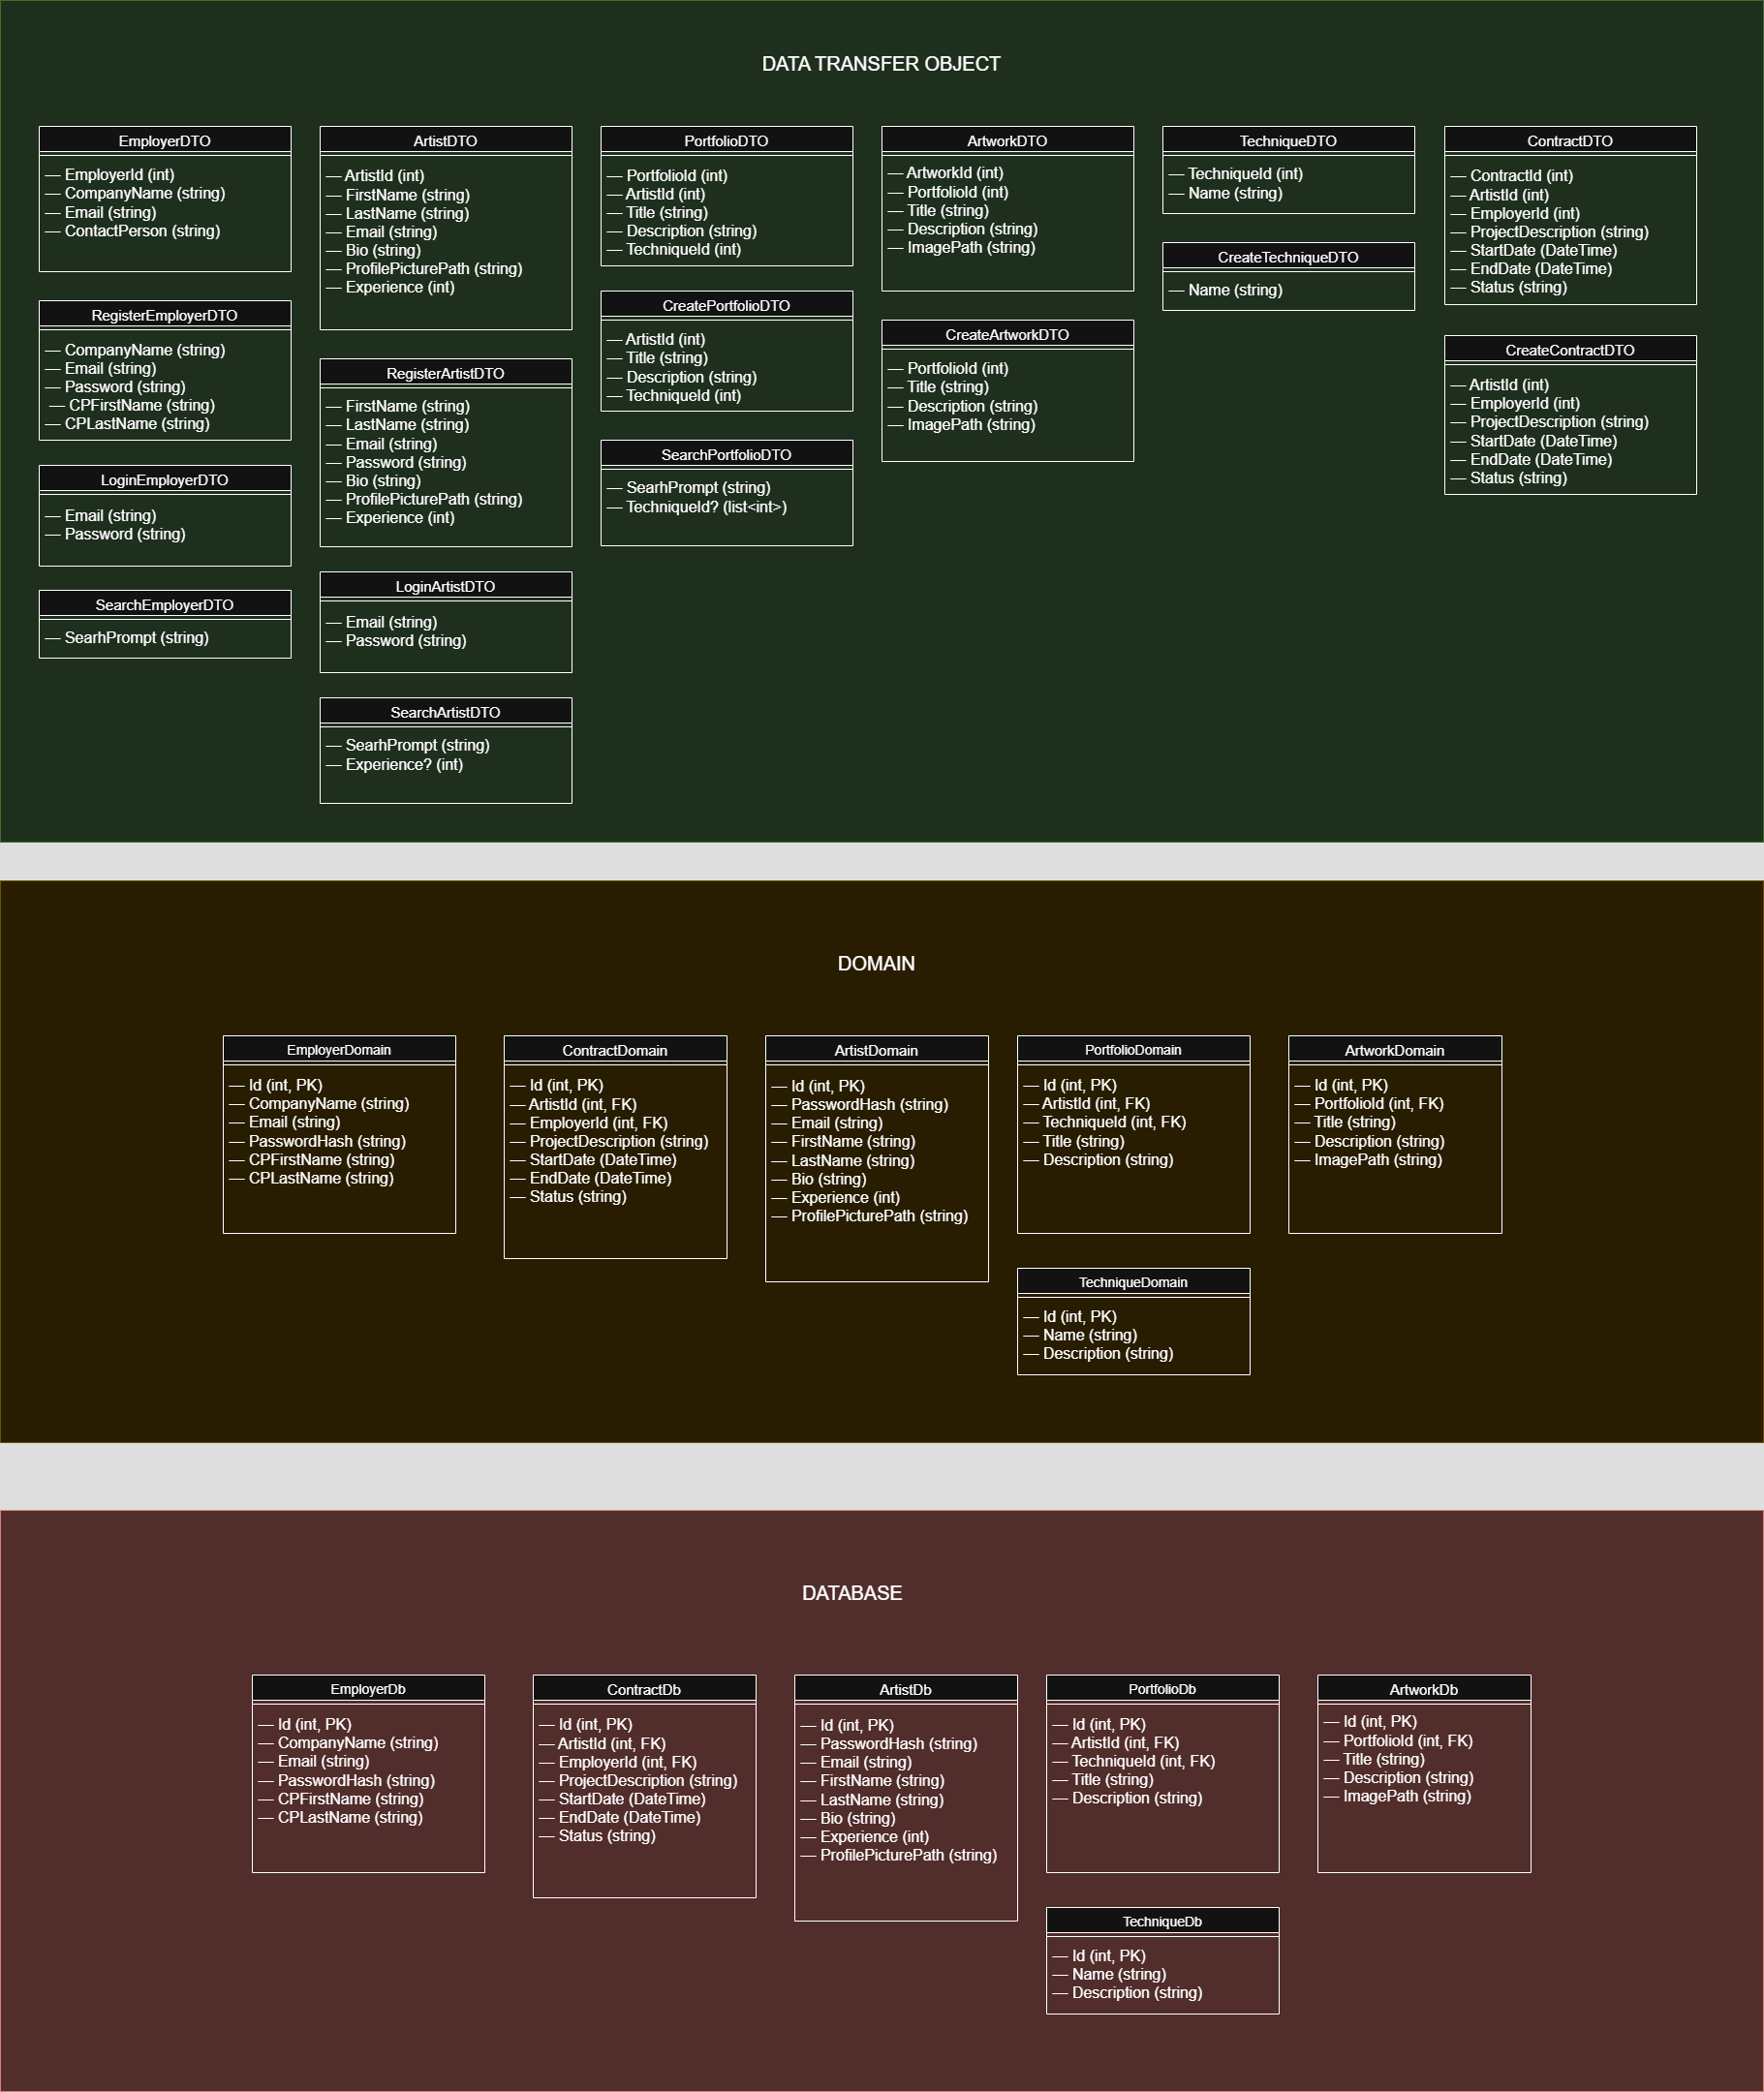 DATA TRANSFER OBJECT
EmployerDTO
— EmployerId (int)
— CompanyName (string)
— Email (string)
— ContactPerson (string)
RegisterEmployerDTO
— CompanyName (string)
— Email (string)
— Password (string)
— CPFirstName (string)
— CPLastName (string)
LoginEmployerDTO
— Email (string)
— Password (string)
SearchEmployerDTO
— SearhPrompt (string)
ArtistDTO
— ArtistId (int)
— FirstName (string)
— LastName (string)
— Email (string)
— Bio (string)
— ProfilePicturePath (string)
— Experience (int)
RegisterArtistDTO
— FirstName (string)
— LastName (string)
— Email (string)
— Password (string)
— Bio (string)
— ProfilePicturePath (string)
— Experience (int)
LoginArtistDTO
— Email (string)
— Password (string)
SearchArtistDTO
— SearhPrompt (string)
— Experience? (int)
PortfolioDTO
— PortfolioId (int)
— ArtistId (int)
— Title (string)
— Description (string)
— TechniqueId (int)
CreatePortfolioDTO
— ArtistId (int)
— Title (string)
— Description (string)
— TechniqueId (int)
SearchPortfolioDTO
— SearhPrompt (string)
— TechniqueId? (list<int>)
ArtworkDTO
— ArtworkId (int)
— PortfolioId (int)
— Title (string)
— Description (string)
— ImagePath (string)
CreateArtworkDTO
— PortfolioId (int)
— Title (string)
— Description (string)
— ImagePath (string)
TechniqueDTO
— TechniqueId (int)
— Name (string)
CreateTechniqueDTO
— Name (string)
ContractDTO
— ContractId (int)
— ArtistId (int)
— EmployerId (int)
— ProjectDescription (string)
— StartDate (DateTime)
— EndDate (DateTime)
— Status (string)
CreateContractDTO
— ArtistId (int)
— EmployerId (int)
— ProjectDescription (string)
— StartDate (DateTime)
— EndDate (DateTime)
— Status (string)
DOMAIN
EmployerDomain
— Id (int, PK)
— CompanyName (string)
— Email (string)
— PasswordHash (string)
— CPFirstName (string)
— CPLastName (string)
ContractDomain
— Id (int, PK)
— ArtistId (int, FK)
— EmployerId (int, FK)
— ProjectDescription (string)
— StartDate (DateTime)
— EndDate (DateTime)
— Status (string)
ArtistDomain
— Id (int, PK)
— PasswordHash (string)
— Email (string)
— FirstName (string)
— LastName (string)
— Bio (string)
— Experience (int)
— ProfilePicturePath (string)
PortfolioDomain
— Id (int, PK)
— ArtistId (int, FK)
— TechniqueId (int, FK)
— Title (string)
— Description (string)
TechniqueDomain
— Id (int, PK)
— Name (string)
— Description (string)
ArtworkDomain
— Id (int, PK)
— PortfolioId (int, FK)
— Title (string)
— Description (string)
— ImagePath (string)
DATABASE
EmployerDb
— Id (int, PK)
— CompanyName (string)
— Email (string)
— PasswordHash (string)
— CPFirstName (string)
— CPLastName (string)
ContractDb
— Id (int, PK)
— ArtistId (int, FK)
— EmployerId (int, FK)
— ProjectDescription (string)
— StartDate (DateTime)
— EndDate (DateTime)
— Status (string)
ArtistDb
— Id (int, PK)
— PasswordHash (string)
— Email (string)
— FirstName (string)
— LastName (string)
— Bio (string)
— Experience (int)
— ProfilePicturePath (string)
PortfolioDb
— Id (int, PK)
— ArtistId (int, FK)
— TechniqueId (int, FK)
— Title (string)
— Description (string)
TechniqueDb
— Id (int, PK)
— Name (string)
— Description (string)
ArtworkDb
— Id (int, PK)
— PortfolioId (int, FK)
— Title (string)
— Description (string)
— ImagePath (string)